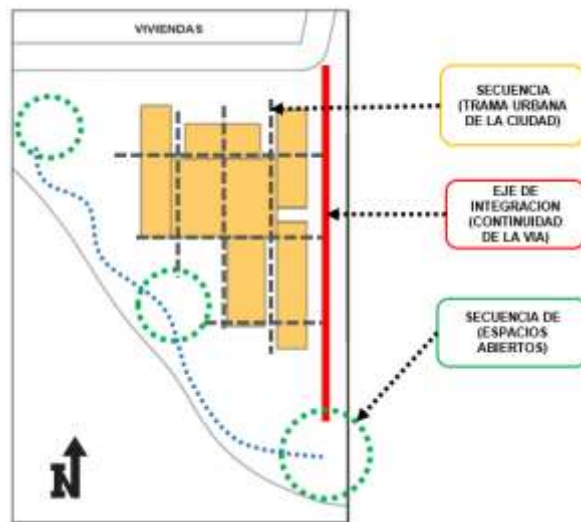 VIVIENDAS
SECUENCIA
(TRAMA URBANA
DE LA CIUDAD)
EJE DE
INTEGRACION
(CONTINUIDAD
DE LA VIA)
SECUENCIA DE
(ESPACIOS
ABIERTOS)
N